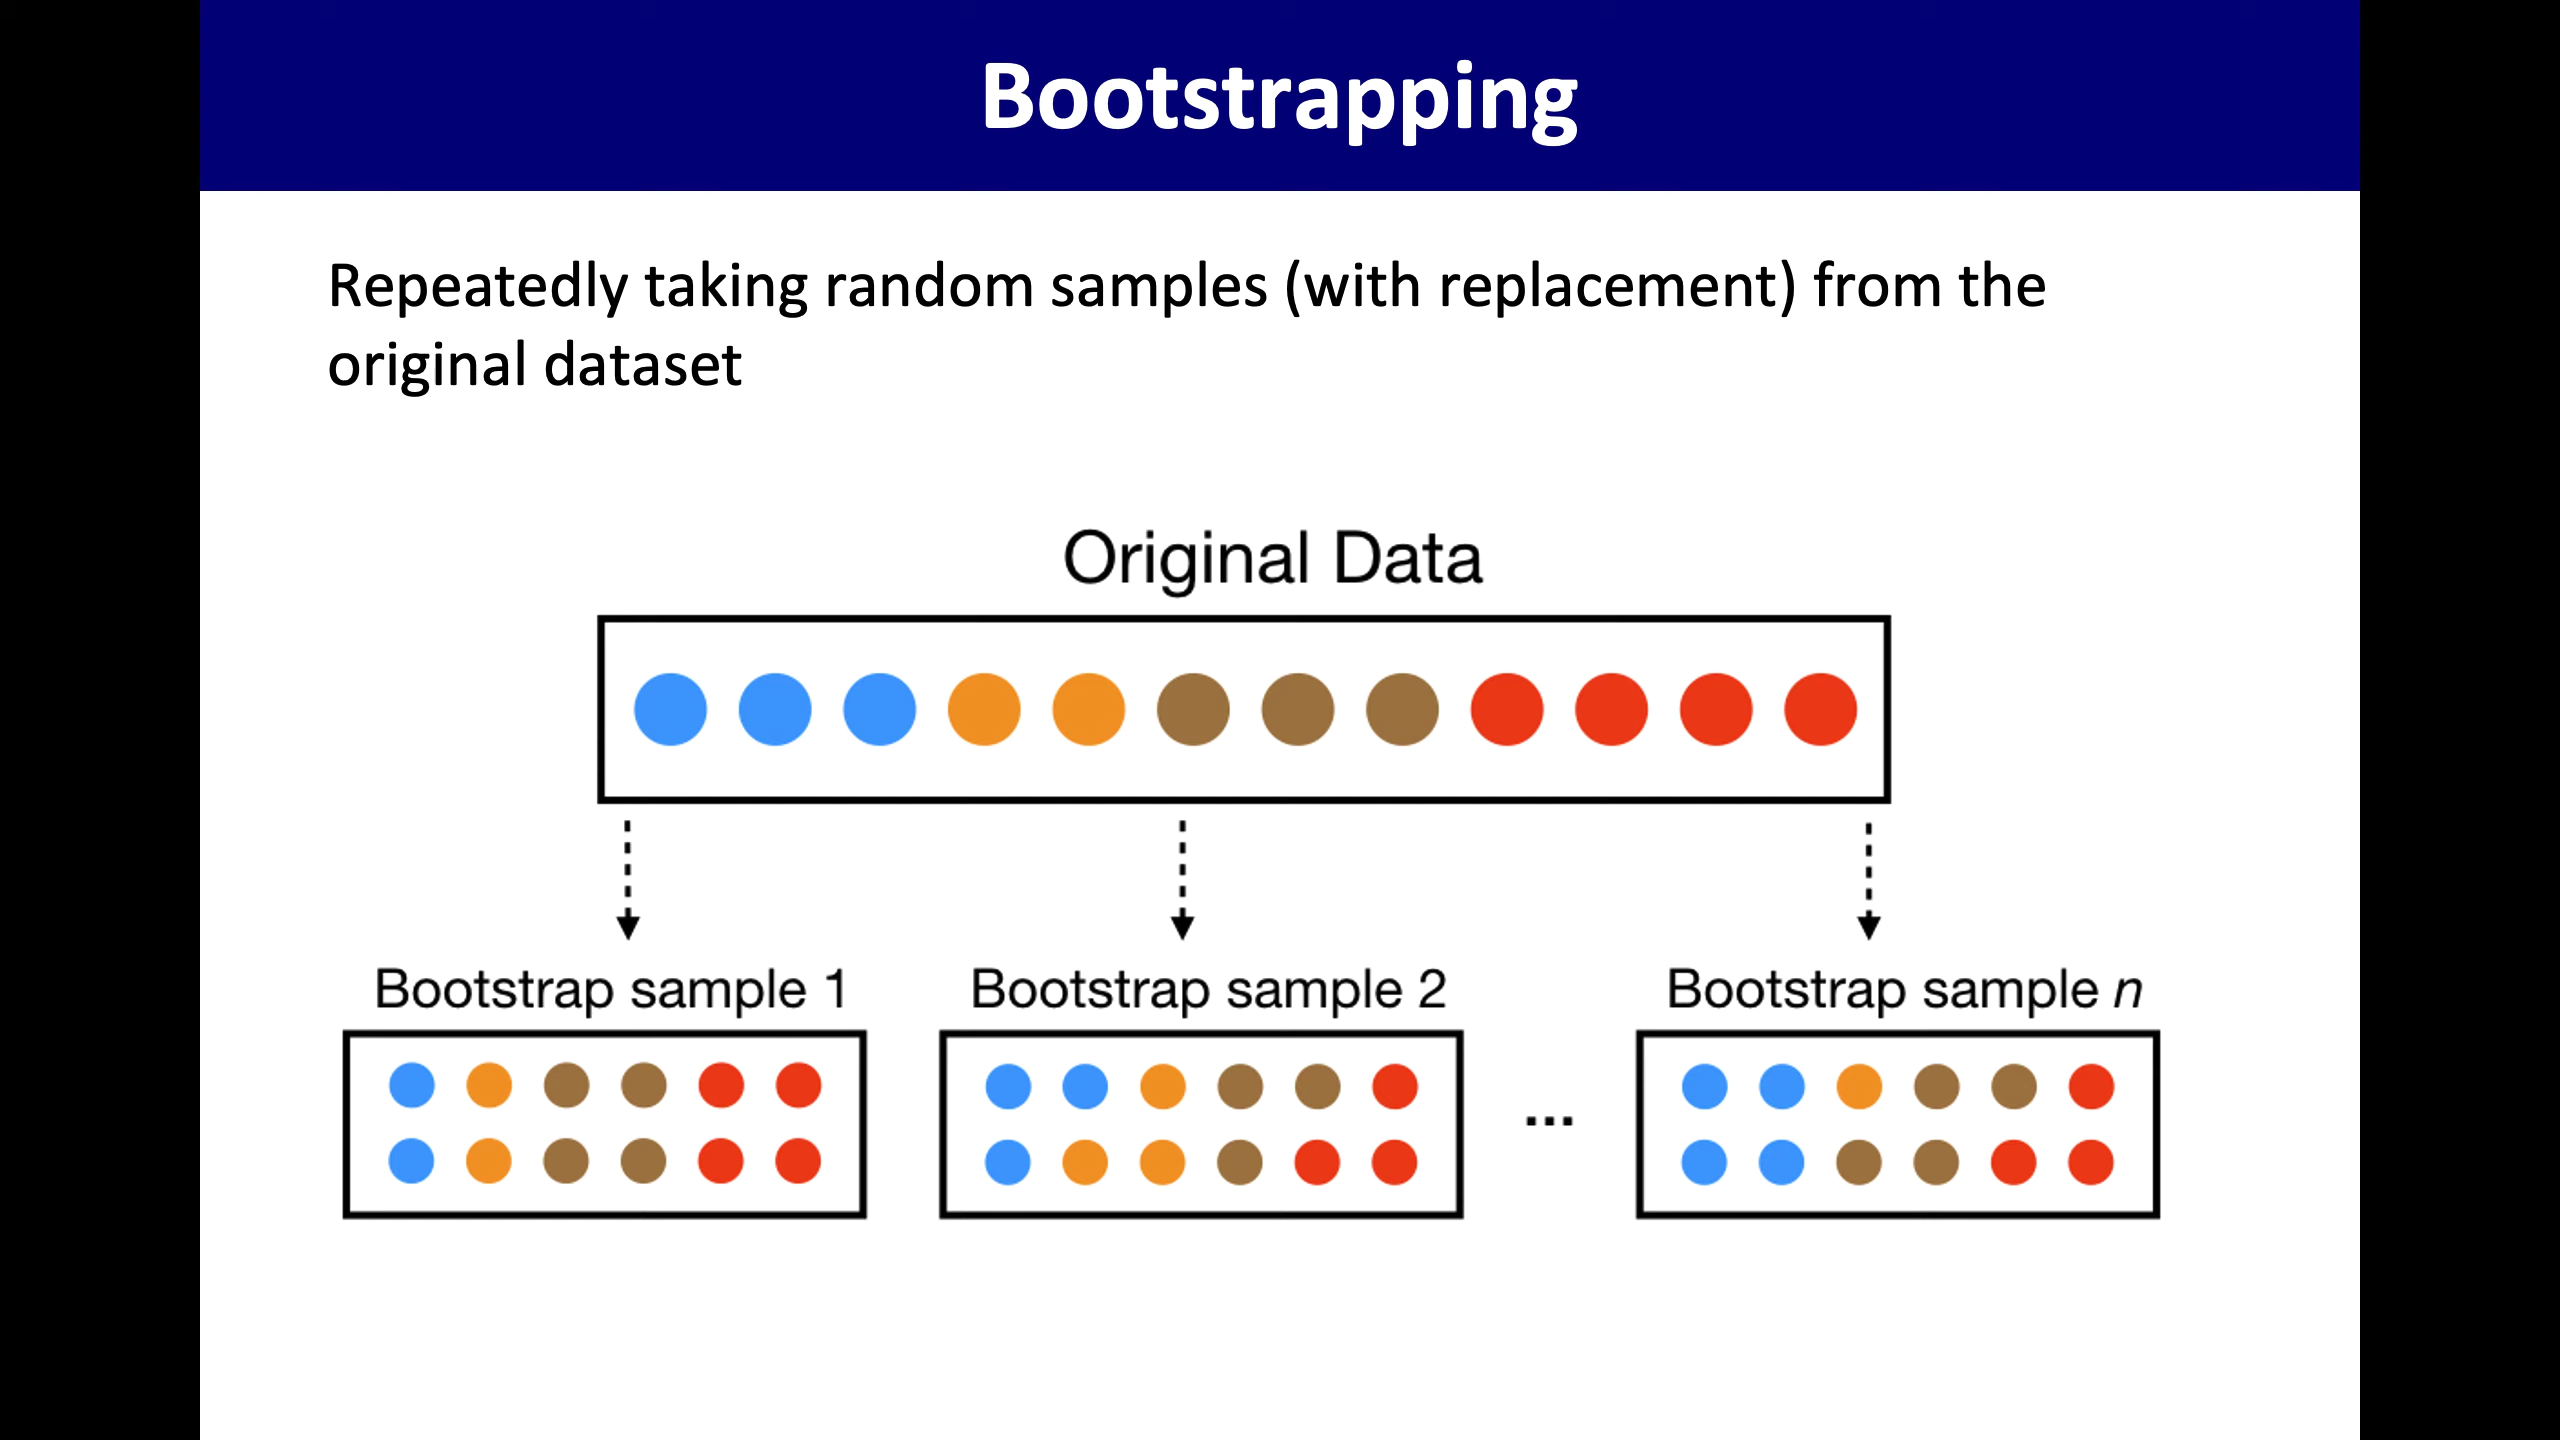 Bootstrapping
Repeatedly taking random samples (with replacement) from the
original dataset
Original Data
Bootstrap sample 1
Bootstrap sample 2
Bootstrap sample n
...